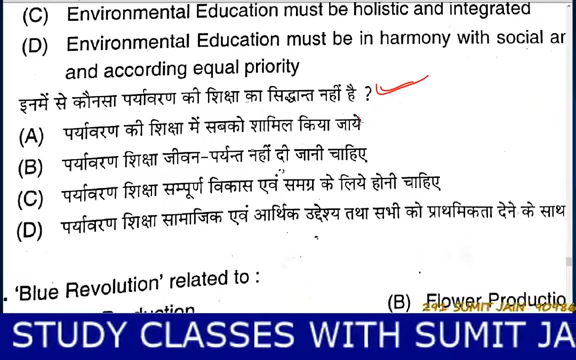 (C) Environmental Education must be holistic and integrated
(D) Environmental Education must be in harmony with social ar
and according equal priority
इनमें से कौनसा पर्यावरण की शिक्षा का सिद्धान्त नहीं है ?
(A) पर्यावरण की शिक्षा में सबको शामिल किया जाये
(B) पर्यावरण शिक्षा जीवन-पर्यन्त नहीं दी जानी चाहिए
(C) पर्यावरण शिक्षा सम्पूर्ण विकास एवं समग्र के लिये होनी चाहिए
(D) पर्यावरण शिक्षा सामाजिक एवं आर्थिक उद्देश्य तथा सभी को प्राथमिकता देने के साथ
. 'Blue Revolution' related to :
(B) Flower Productio
SUMIT JAIN
STUDY CLASSES WITH SUMIT JA